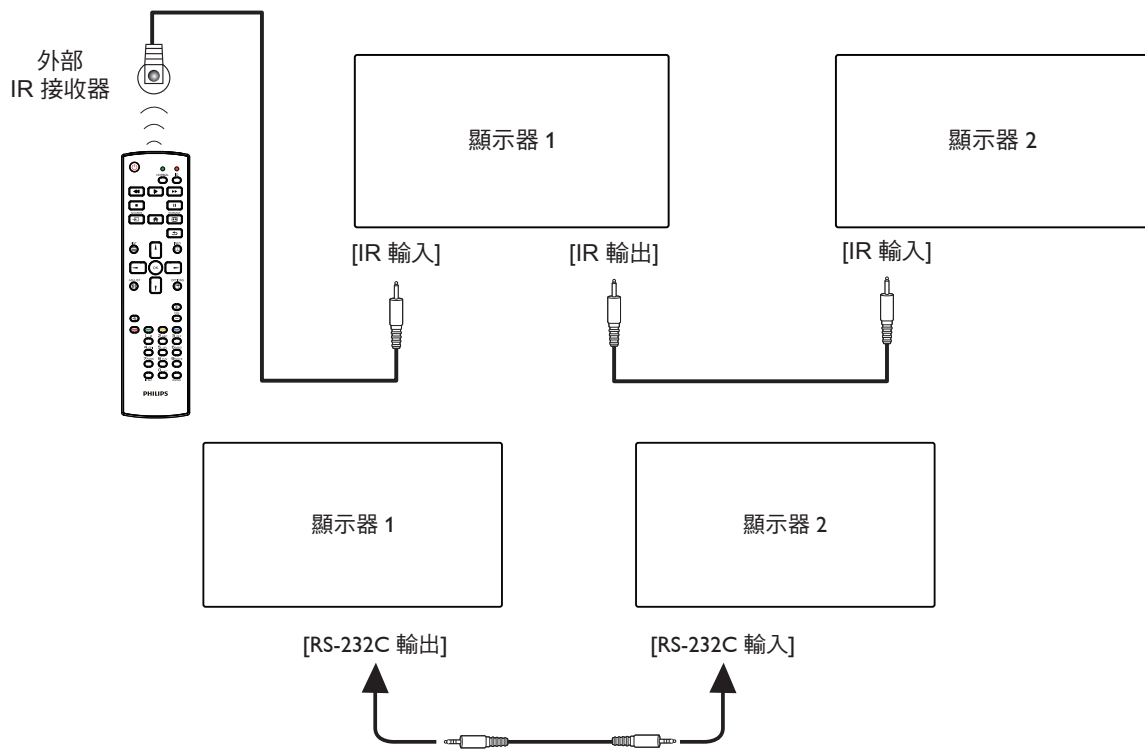 外部
IR 接收器
顯示器 1
顯示器 2
[IR 輸入]
[IR 輸出]
[IR 輸入]
PHILIPS
顯示器 1
顯示器 2
[RS-232C 輸出]
[RS-232C 輸入]